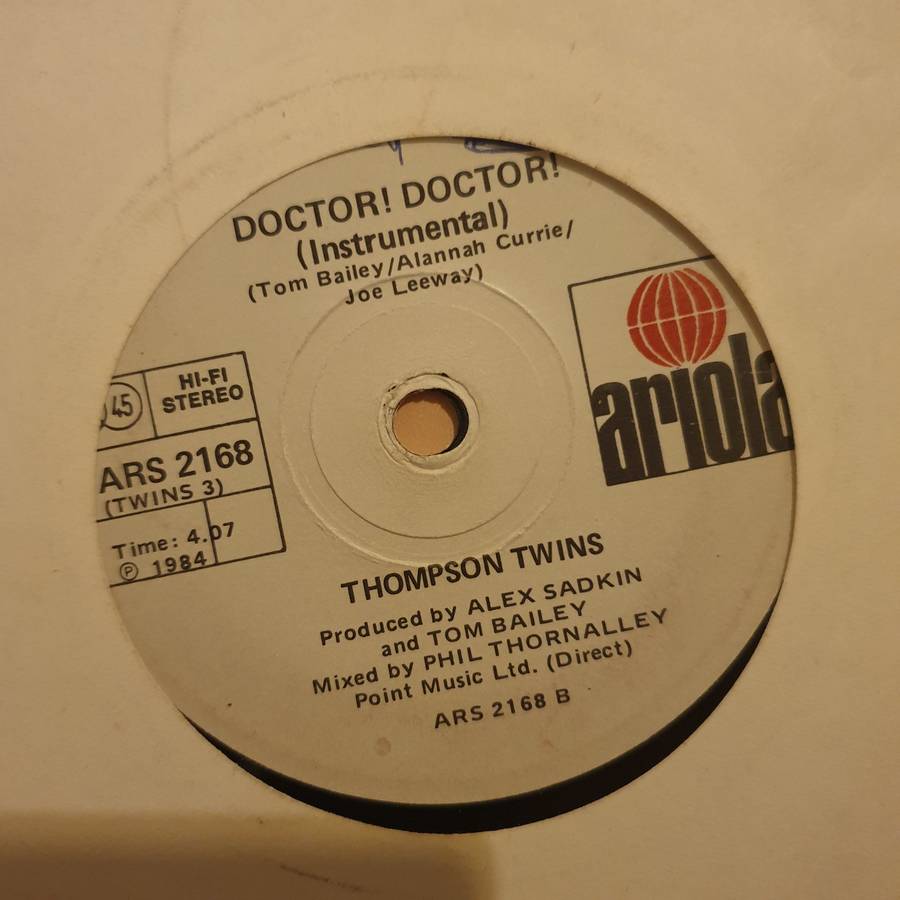 DOCTOR! DOCTOR!
(Instrumental)
(Tom Bailey/Alannah Currie/
Joe Leeway)
45
HI-FI
STEREO
ARS 2168
(TWINS 3)
Time: 4.07
Ⓟ 1984
ariola
THOMPSON TWINS
Produced by ALEX SADKIN
and TOM BAILEY
Mixed by PHIL THORNALLEY
Point Music Ltd. (Direct)
ARS 2168 B